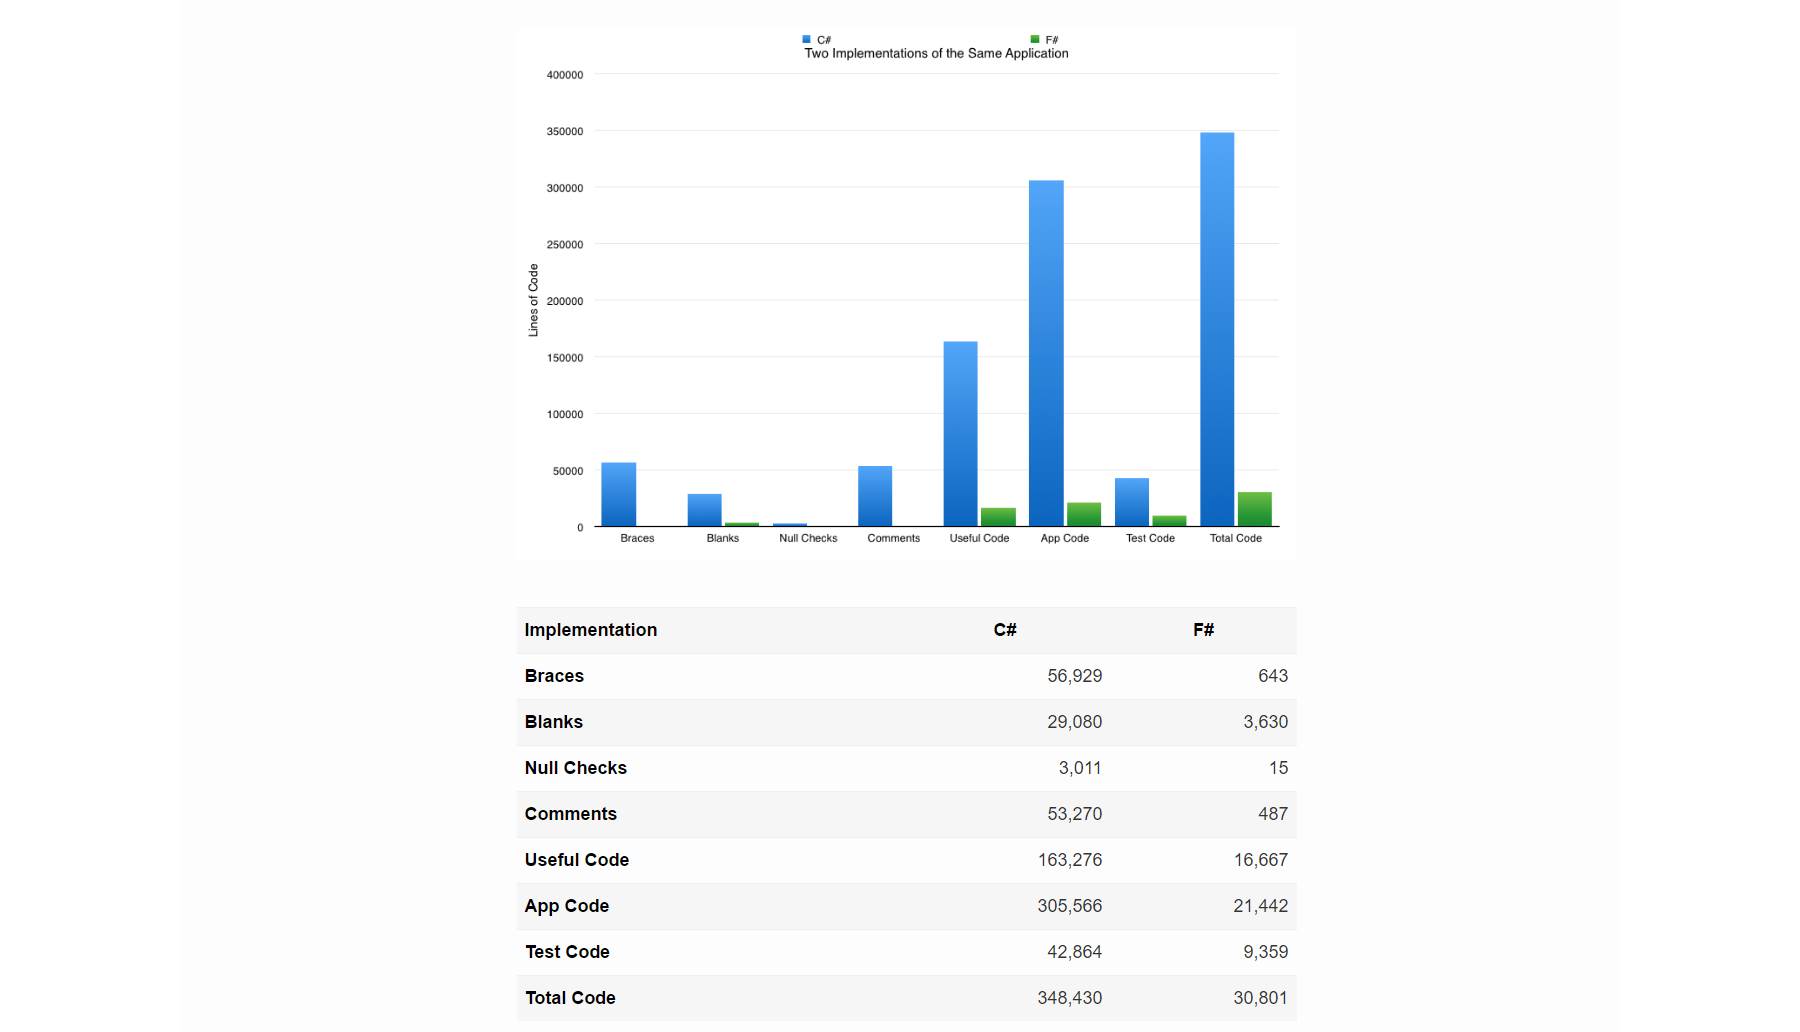 C# F#
Two Implementations of the Same Application
400000
350000
300000
250000
200000
150000
100000
50000
0
Lines of Code
Braces Blanks Null Checks Comments Useful Code App Code Test Code Total Code
Implementation C# F#
Braces 56,929 643
Blanks 29,080 3,630
Null Checks 3,011 15
Comments 53,270 487
Useful Code 163,276 16,667
App Code 305,566 21,442
Test Code 42,864 9,359
Total Code 348,430 30,801